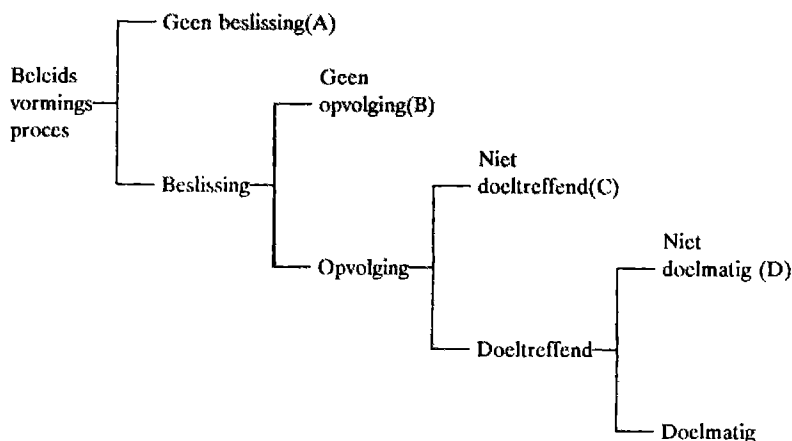 Geen beslissing(A)
Beleids
vormings
proces
Geen
opvolging(B)
Beslissing
Niet
doeltreffend(C)
Opvolging
Niet
doelmatig (D)
Doeltreffend
Doelmatig